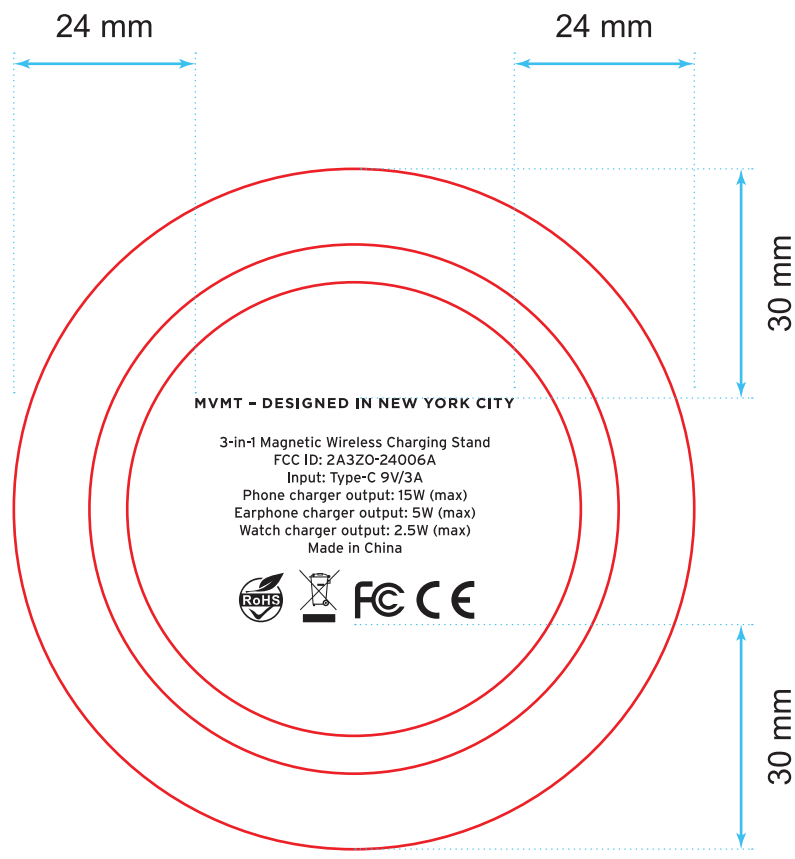 24 mm
24 mm
30 mm
MVMT – DESIGNED IN NEW YORK CITY
3-in-1 Magnetic Wireless Charging Stand
FCC ID: 2A3ZO-24006A
Input: Type-C 9V/3A
Phone charger output: 15W (max)
Earphone charger output: 5W (max)
Watch charger output: 2.5W (max)
Made in China
RoHS
FC CE
30 mm